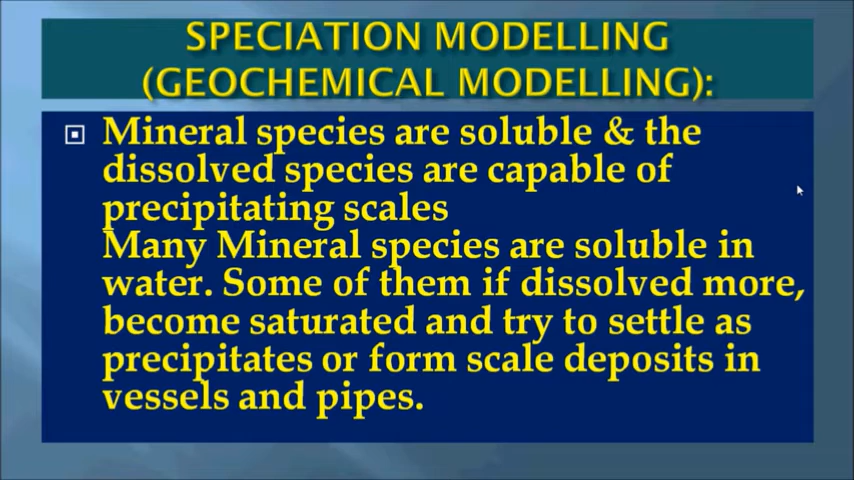 SPECIATION MODELLING
(GEOCHEMICAL MODELLING):
Mineral species are soluble & the
dissolved species are capable of
precipitating scales
Many Mineral species are soluble in
water. Some of them if dissolved more,
become saturated and try to settle as
precipitates or form scale deposits in
vessels and pipes.